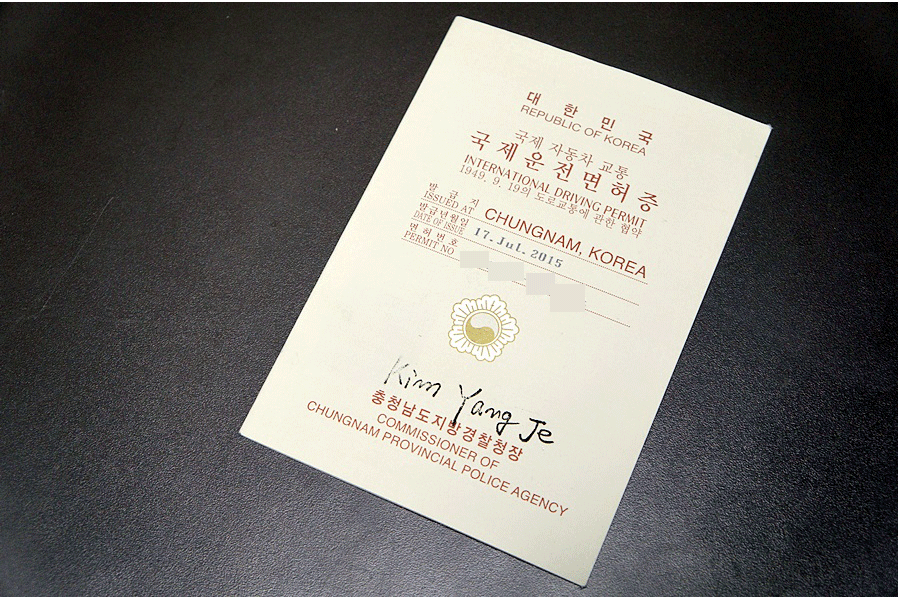 대한민국
REPUBLIC OF KOREA
국제 자동차 교통
국제운전면허증
INTERNATIONAL DRIVING PERMIT
1949. 9. 19의 도로교통에 관한 협약
발급지
ISSUED AT CHUNGNAM, KOREA
발급년월일
DATE OF ISSUE 17. Jul. 2015
면허번호
PERMIT NO
Kim Yang Je
충청남도지방경찰청장
COMMISSIONER OF
CHUNGNAM PROVINCIAL POLICE AGENCY